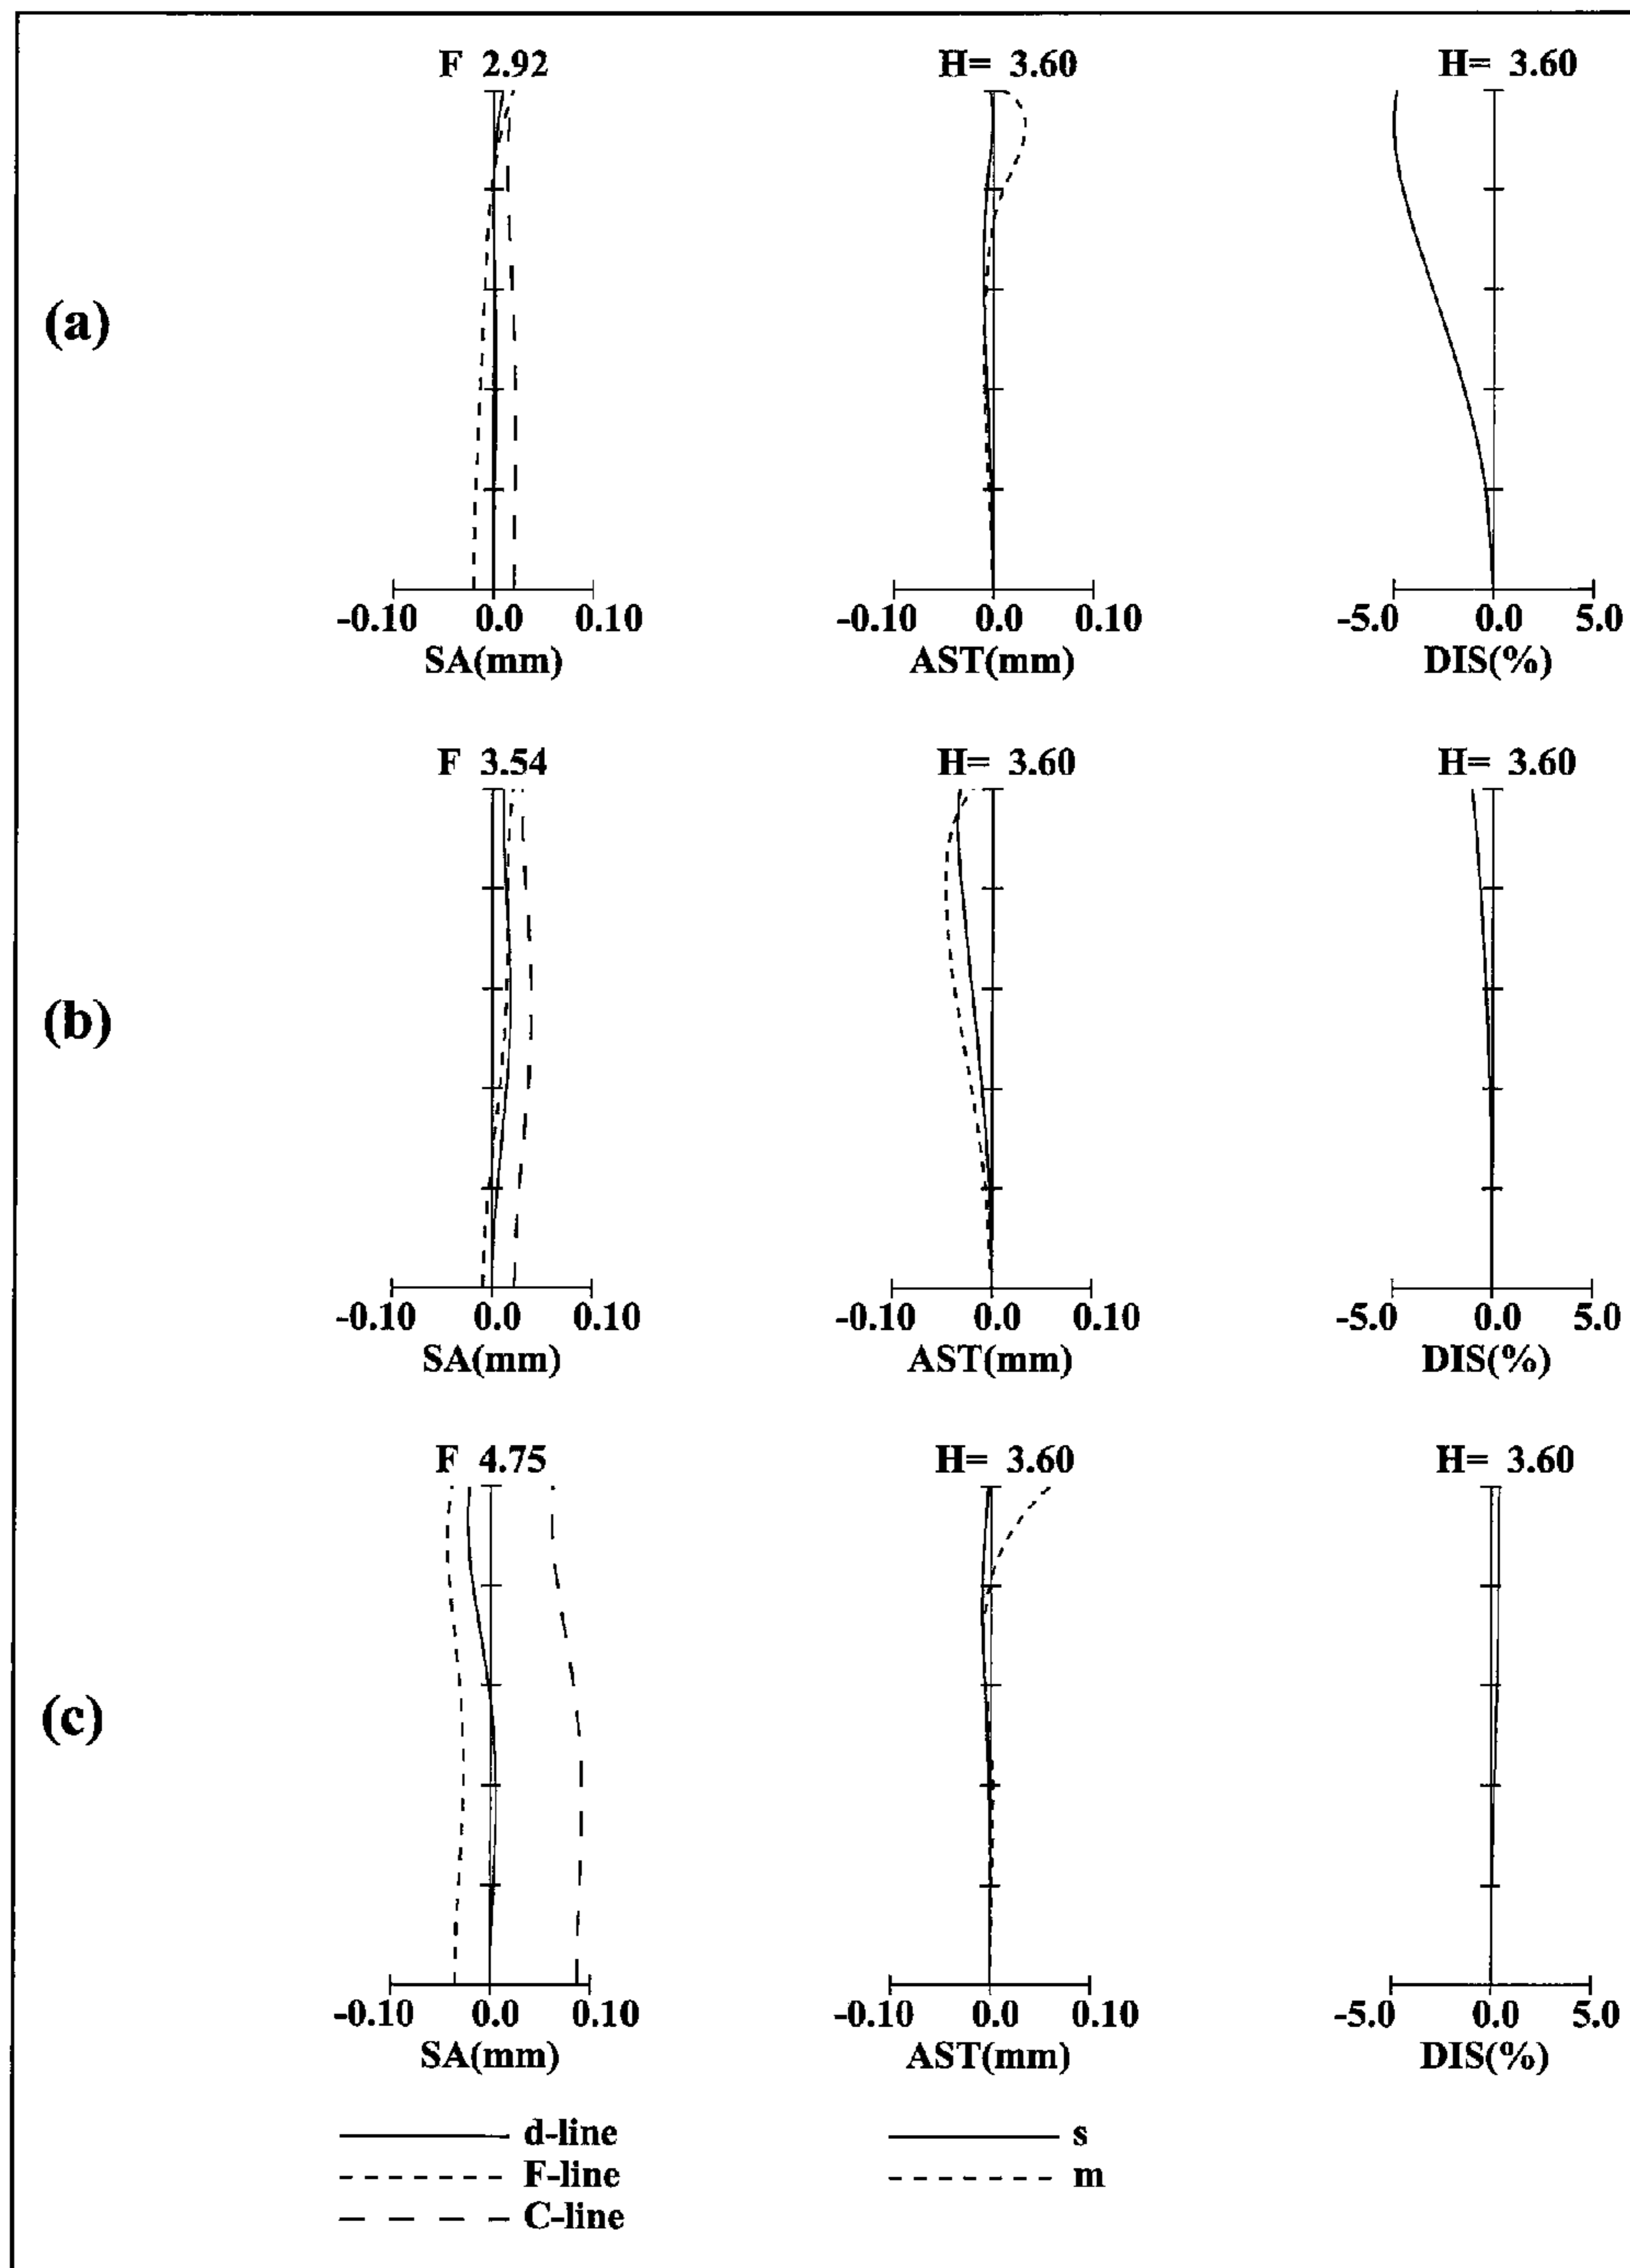 F 2.92 H= 3.60 H= 3.60
(a)
-0.10 0.0 0.10 -0.10 0.0 0.10 -5.0 0.0 5.0
SA(mm) AST(mm) DIS(%)
F 3.54 H= 3.60 H= 3.60
(b)
-0.10 0.0 0.10 -0.10 0.0 0.10 -5.0 0.0 5.0
SA(mm) AST(mm) DIS(%)
F 4.75 H= 3.60 H= 3.60
(c)
-0.10 0.0 0.10 -0.10 0.0 0.10 -5.0 0.0 5.0
SA(mm) AST(mm) DIS(%)
d-line s
F-line m
C-line